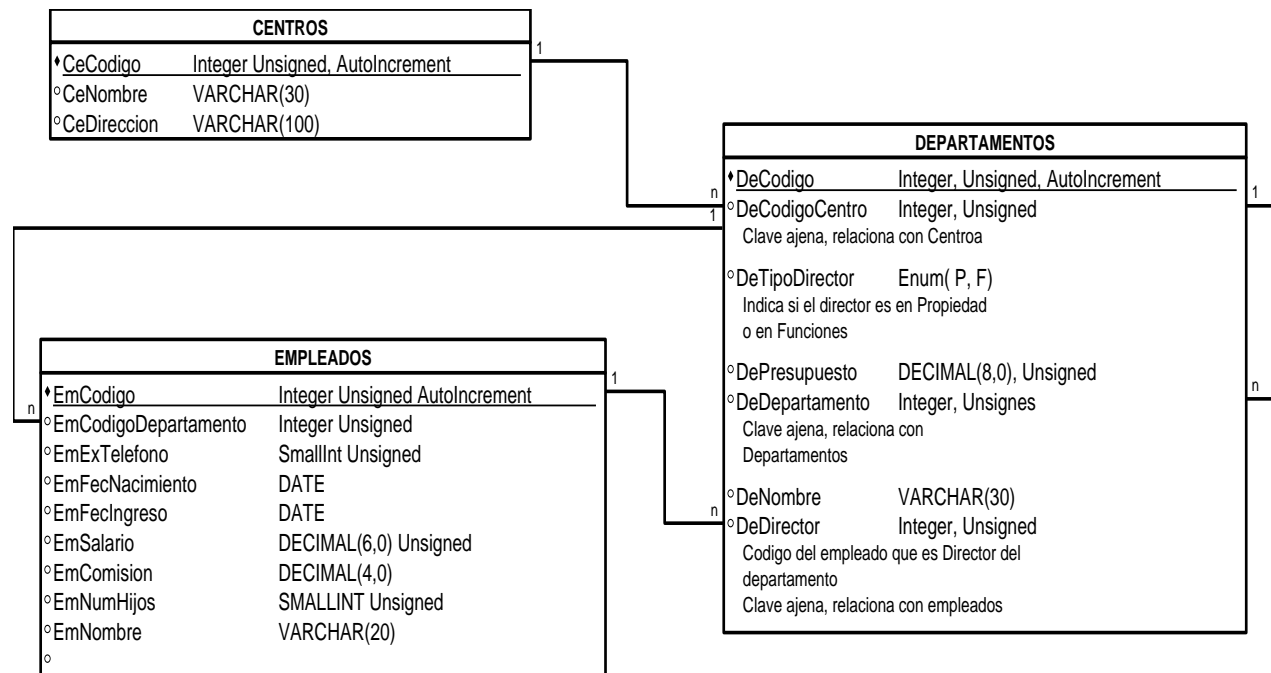 CENTROS
CeCodigo Integer Unsigned, AutoIncrement
CeNombre VARCHAR(30)
CeDireccion VARCHAR(100)
1
n
DEPARTAMENTOS
DeCodigo Integer, Unsigned, AutoIncrement
DeCodigoCentro Integer, Unsigned
Clave ajena, relaciona con Centroa
DeTipoDirector Enum( P, F)
Indica si el director es en Propiedad
o en Funciones
DePresupuesto DECIMAL(8,0), Unsigned
DeDepartamento Integer, Unsignes
Clave ajena, relaciona con
Departamentos
DeNombre VARCHAR(30)
DeDirector Integer, Unsigned
Codigo del empleado que es Director del
departamento
Clave ajena, relaciona con empleados
1
n
1
n
EMPLEADOS
EmCodigo Integer Unsigned AutoIncrement
EmCodigoDepartamento Integer Unsigned
EmExTelefono SmallInt Unsigned
EmFecNacimiento DATE
EmFecIngreso DATE
EmSalario DECIMAL(6,0) Unsigned
EmComision DECIMAL(4,0)
EmNumHijos SMALLINT Unsigned
EmNombre VARCHAR(20)
n
1